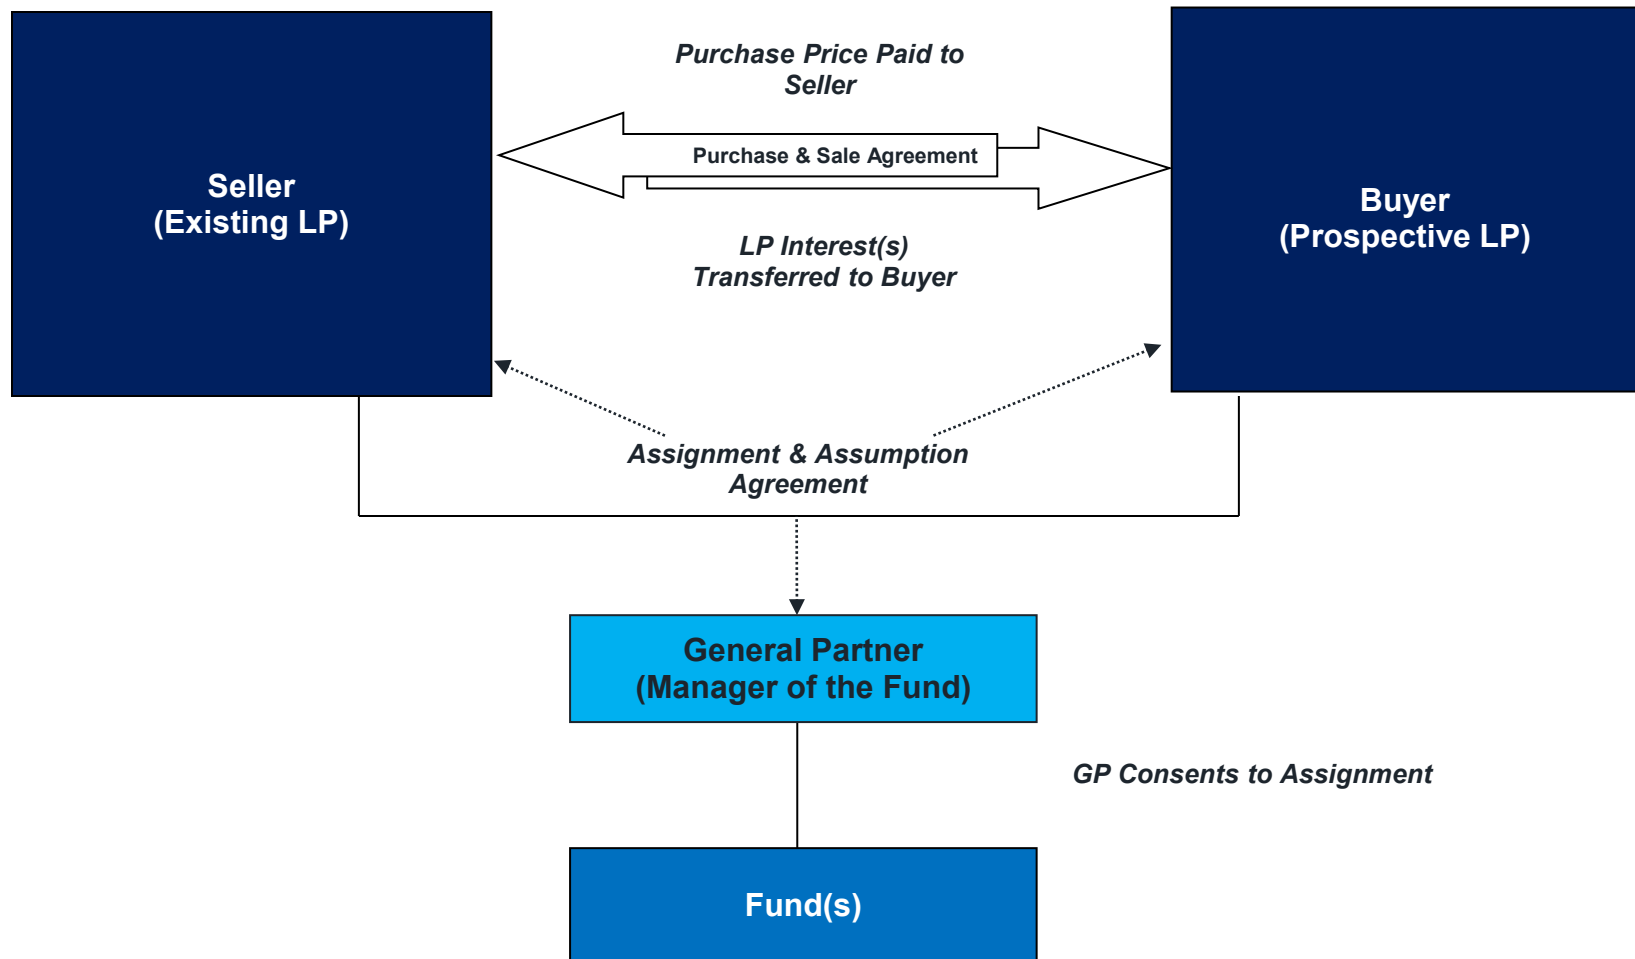 Purchase Price Paid to
Seller
Purchase & Sale Agreement
Seller
(Existing LP)
Buyer
(Prospective LP)
LP Interest(s)
Transferred to Buyer
Assignment & Assumption
Agreement
General Partner
(Manager of the Fund)
GP Consents to Assignment
Fund(s)